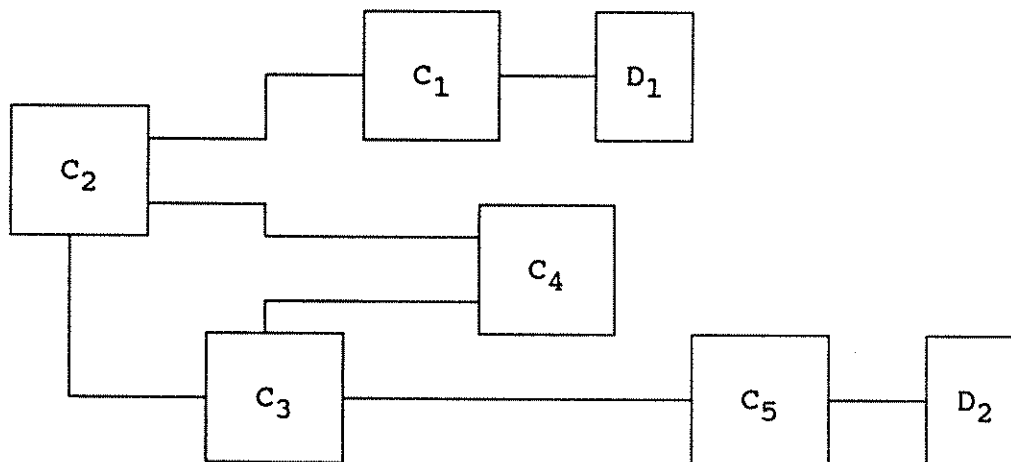 C₁
D₁
C₂
C₄
C₃
C₅
D₂